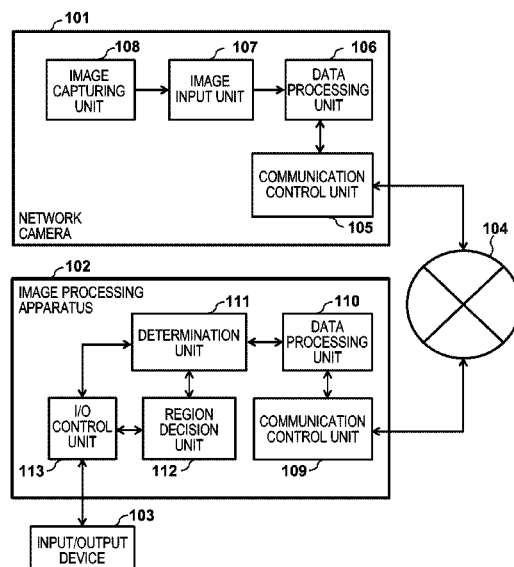 101
108
107
106
IMAGE
CAPTURING
UNIT
IMAGE
INPUT UNIT
DATA
PROCESSING
UNIT
COMMUNICATION
CONTROL UNIT
NETWORK
CAMERA
105
104
102
IMAGE PROCESSING
APPARATUS
111
110
DETERMINATION
UNIT
DATA
PROCESSING
UNIT
I/O
CONTROL
UNIT
REGION
DECISION
UNIT
COMMUNICATION
CONTROL UNIT
113
112
109
103
INPUT/OUTPUT
DEVICE